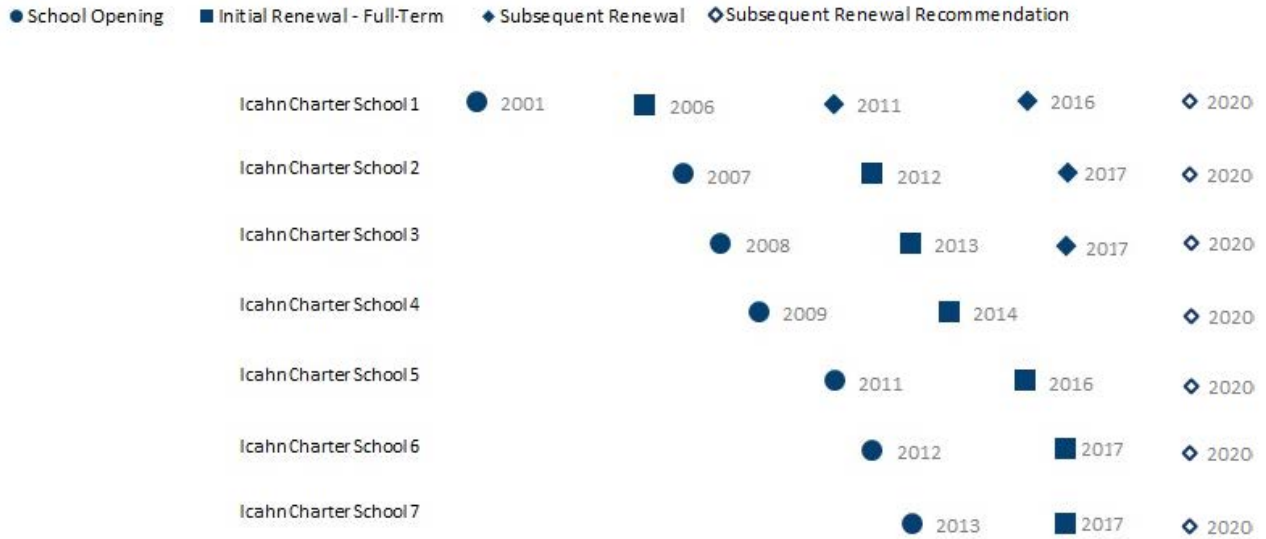 School Opening Initial Renewal - Full-Term Subsequent Renewal Subsequent Renewal Recommendation
Icahn Charter School 1 2001 2006 2011 2016 2020
Icahn Charter School 2 2007 2012 2017 2020
Icahn Charter School 3 2008 2013 2017 2020
Icahn Charter School 4 2009 2014 2020
Icahn Charter School 5 2011 2016 2020
Icahn Charter School 6 2012 2017 2020
Icahn Charter School 7 2013 2017 2020